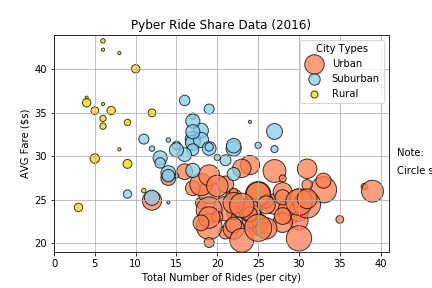 Pyber Ride Share Data (2016)
City Types
Urban
Suburban
Rural
AVG Fare ($s)
40
35
30
25
20
Note:
Circle s
0 5 10 15 20 25 30 35 40
Total Number of Rides (per city)